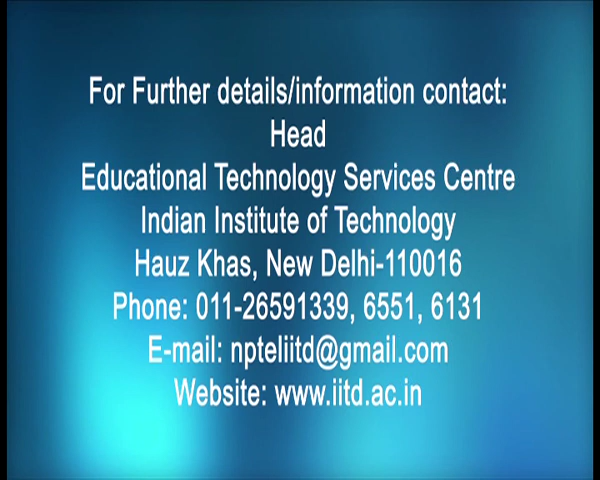 For Further details/information contact:
Head
Educational Technology Services Centre
Indian Institute of Technology
Hauz Khas, New Delhi-110016
Phone: 011-26591339, 6551, 6131
E-mail: npteliitd@gmail.com
Website: www.iitd.ac.in